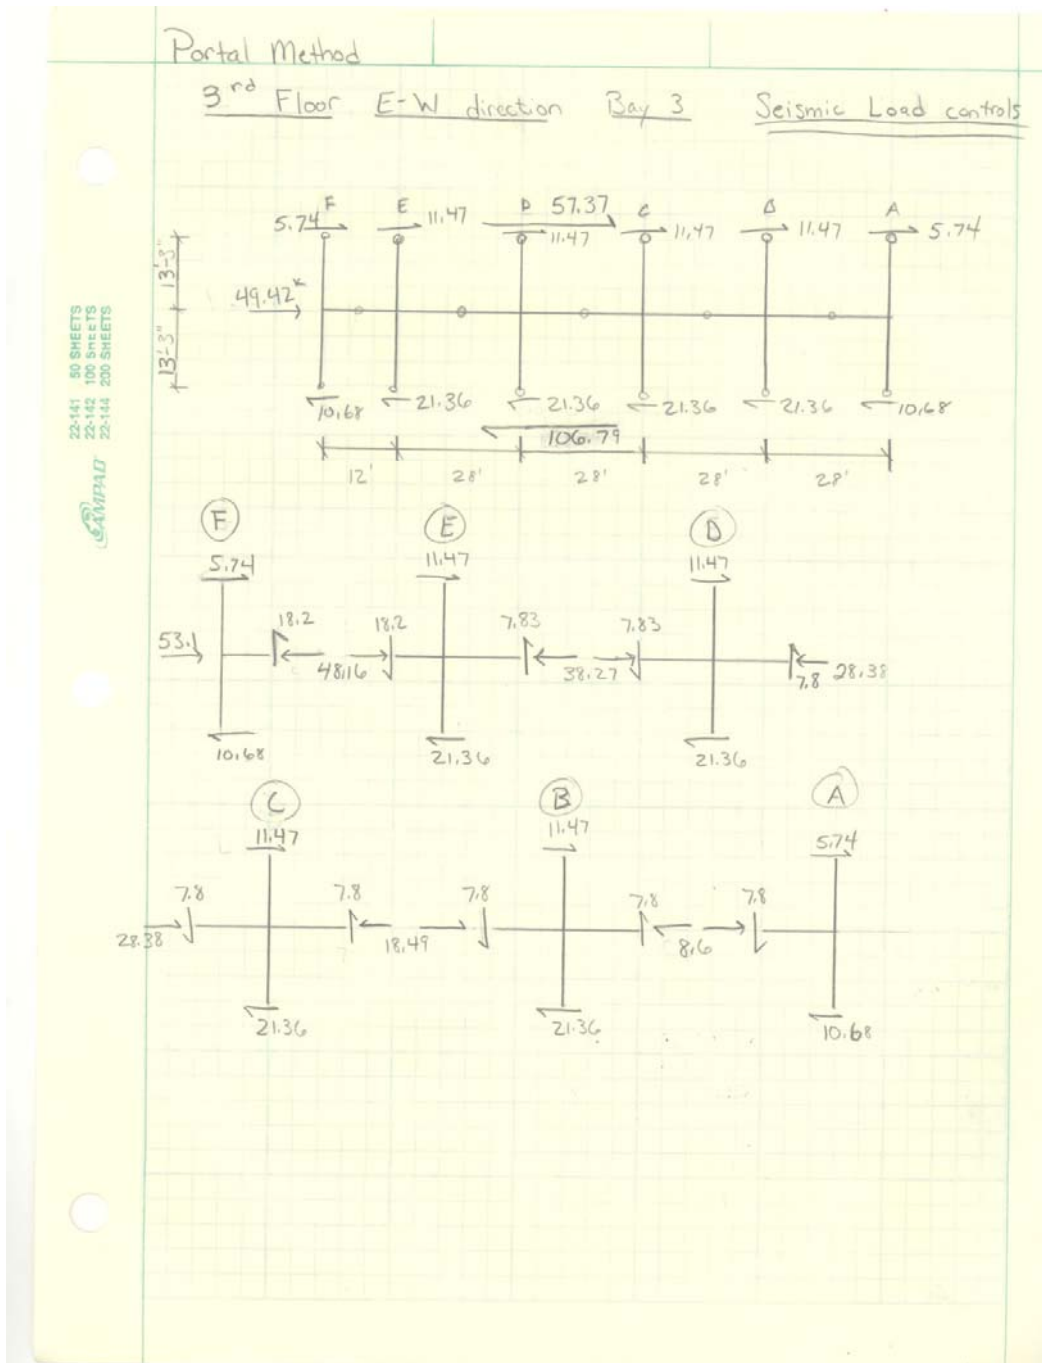 Portal Method
3rd Floor E-W direction Bay 3 Seismic Load controls
F E D 57.37 C B A
5.74 11.47 11.47 11.47 11.47 5.74
13'-3"
49.42k
13'-3"
10.68 21.36 21.36 21.36 21.36 10.68
106.79
12' 28' 28' 28' 28'
22-141 50 SHEETS
22-142 100 SHEETS
22-144 200 SHEETS
AMPAD
F E D
5.74 11.47 11.47
53.1 18.2 18.2 7.83 7.83
48.16 38.27 7.8 28.38
10.68 21.36 21.36
C B A
11.47 11.47 5.74
7.8 7.8 7.8 7.8 7.8
28.38 18.49 8.6
21.36 21.36 10.68